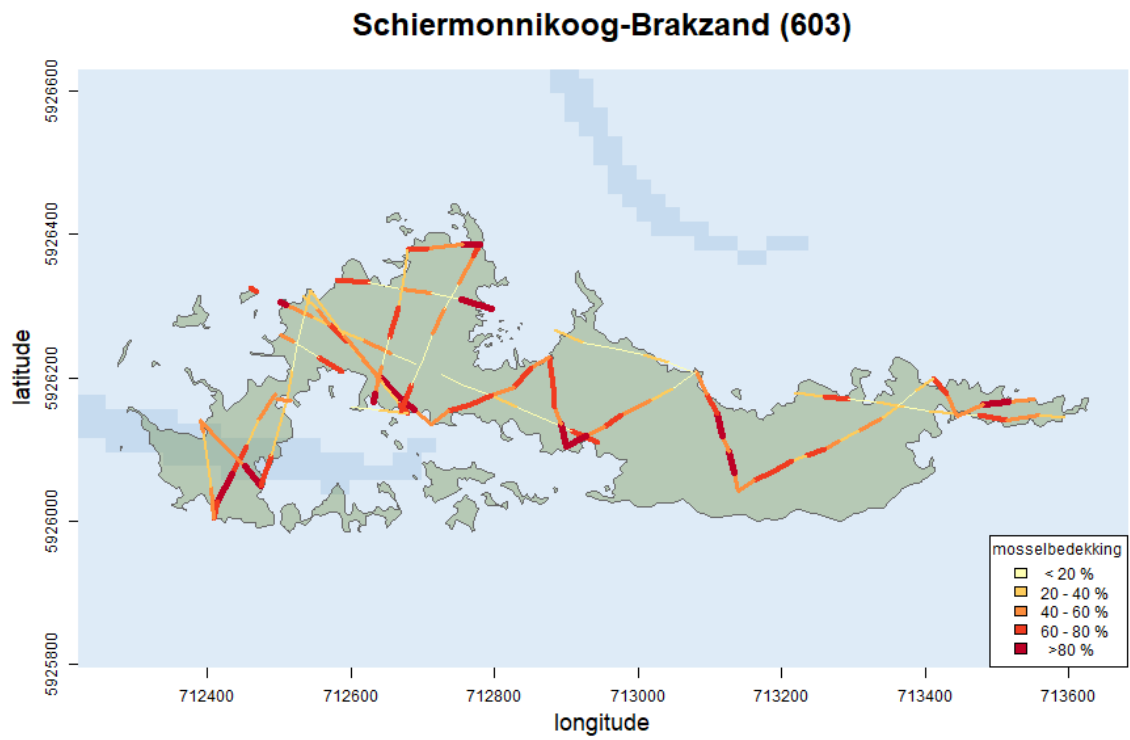 Schiermonnikoog-Brakzand (603)
latitude
5926600
5926400
5926200
5926000
5925800
mosselbedekking
< 20 %
20 - 40 %
40 - 60 %
60 - 80 %
>80 %
712400 712600 712800 713000 713200 713400 713600
longitude